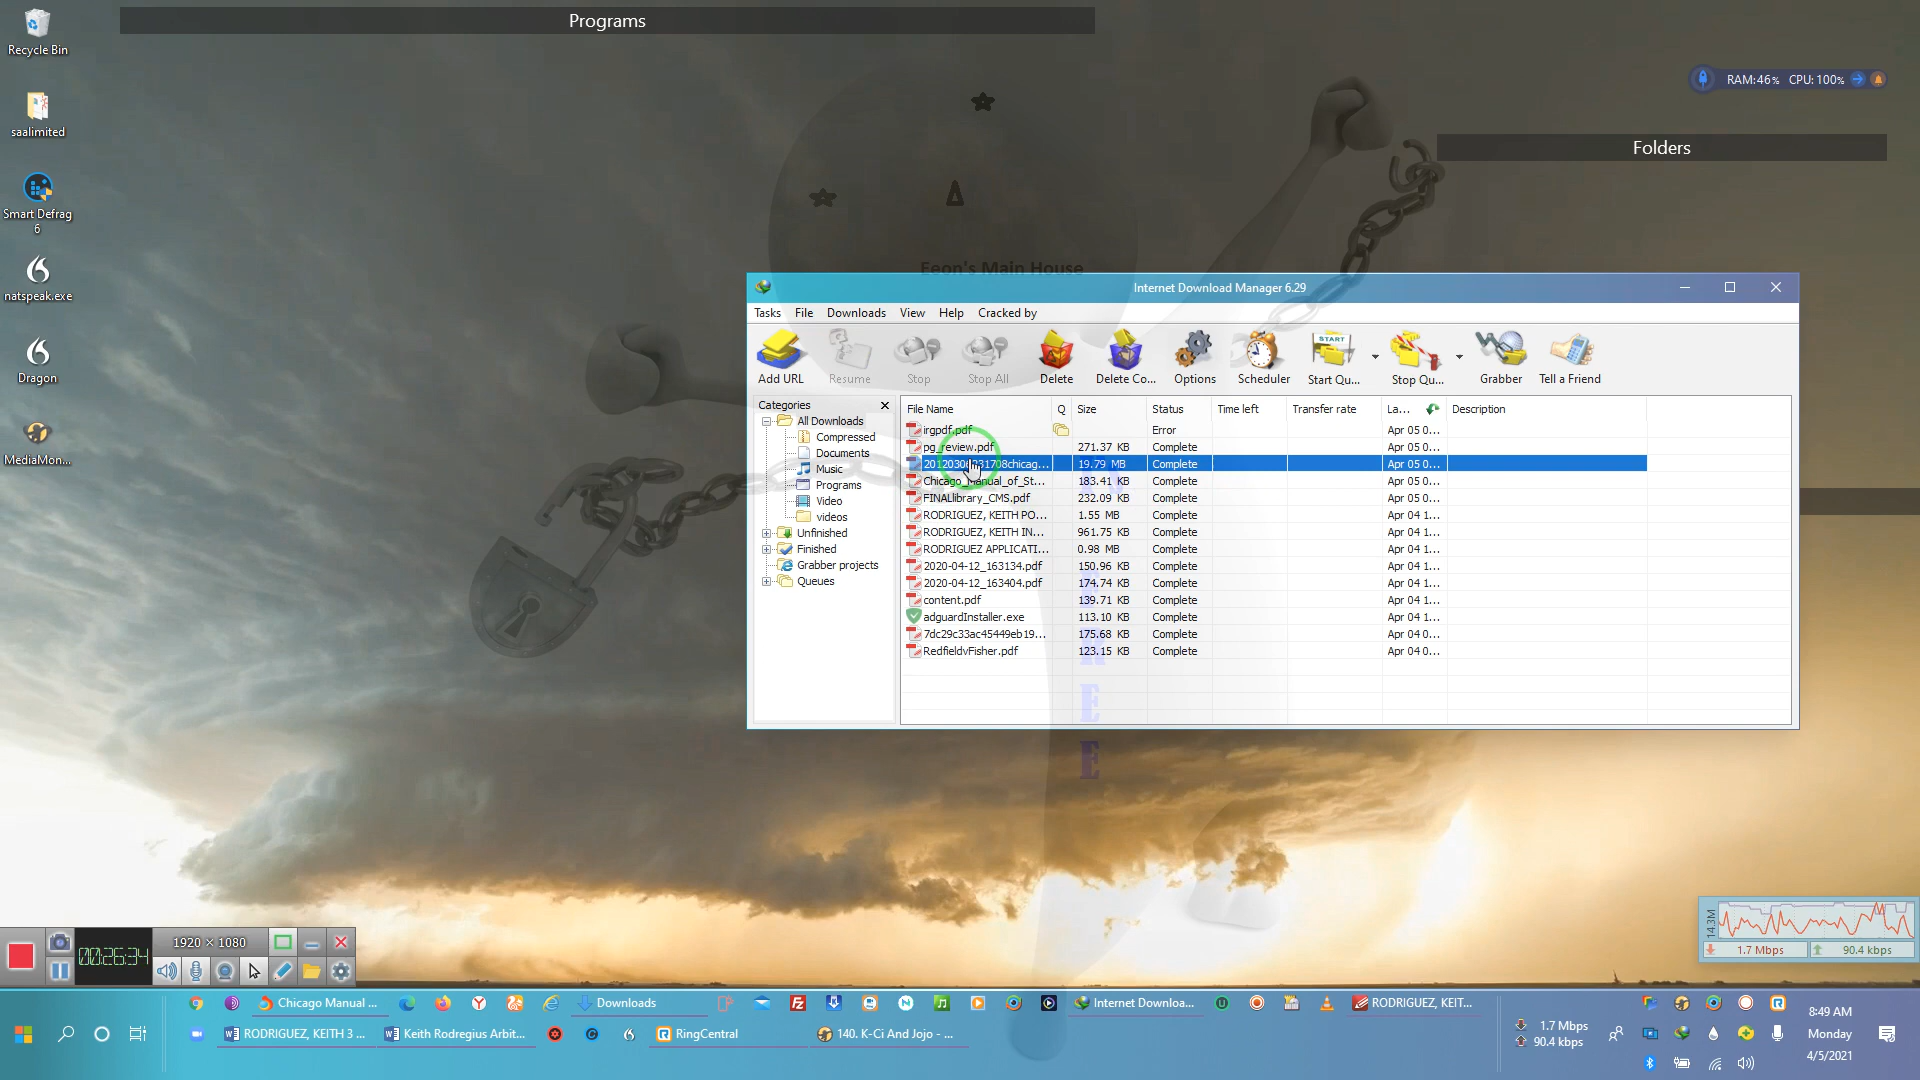 Programs
Recycle Bin
RAM:46% CPU: 100%
saalimited
Folders
Smart Defrag
6
Eeon's Main House
natspeak.exe
Internet Download Manager 6.29
Tasks File Downloads View Help Cracked by
Dragon
Add URL Resume Stop Stop All Delete Delete Co... Options Scheduler Start Qu... Stop Qu... Grabber Tell a Friend
MediaMon...
Categories
All Downloads
Compressed
Documents
Music
Programs
Video
videos
Unfinished
Finished
Grabber projects
Queues
File Name Q Size Status Time left Transfer rate La... Description
irgpdf.pdf Error Apr 05 0...
pg_review.pdf 271.37 KB Complete Apr 05 0...
19.79 MB Complete Apr 05 0...
183.41 KB Complete Apr 05 0...
FINALlibrary_CMS.pdf 232.09 KB Complete Apr 05 0...
RODRIGUEZ, KEITH PO... 1.55 MB Complete Apr 04 1...
RODRIGUEZ, KEITH IN... 961.75 KB Complete Apr 04 1...
RODRIGUEZ APPLICATI... 0.98 MB Complete Apr 04 1...
2020-04-12_163134.pdf 150.96 KB Complete Apr 04 1...
2020-04-12_163404.pdf 174.74 KB Complete Apr 04 1...
content.pdf 139.71 KB Complete Apr 04 1...
adguardInstaller.exe 113.10 KB Complete Apr 04 1...
7dc29c33ac45449eb19... 175.68 KB Complete Apr 04 0...
RedfieldvFisher.pdf 123.15 KB Complete Apr 04 0...
R
E
E
14.3M
1.7 Mbps 90.4 kbps
1920 × 1080
00:26:34
Chicago Manual ... Downloads Internet Downloa... RODRIGUEZ, KEIT...
RODRIGUEZ, KEITH 3 ... Keith Rodregius Arbit... RingCentral 140. K-Ci And Jojo - ...
1.7 Mbps
90.4 kbps
8:49 AM
Monday
4/5/2021